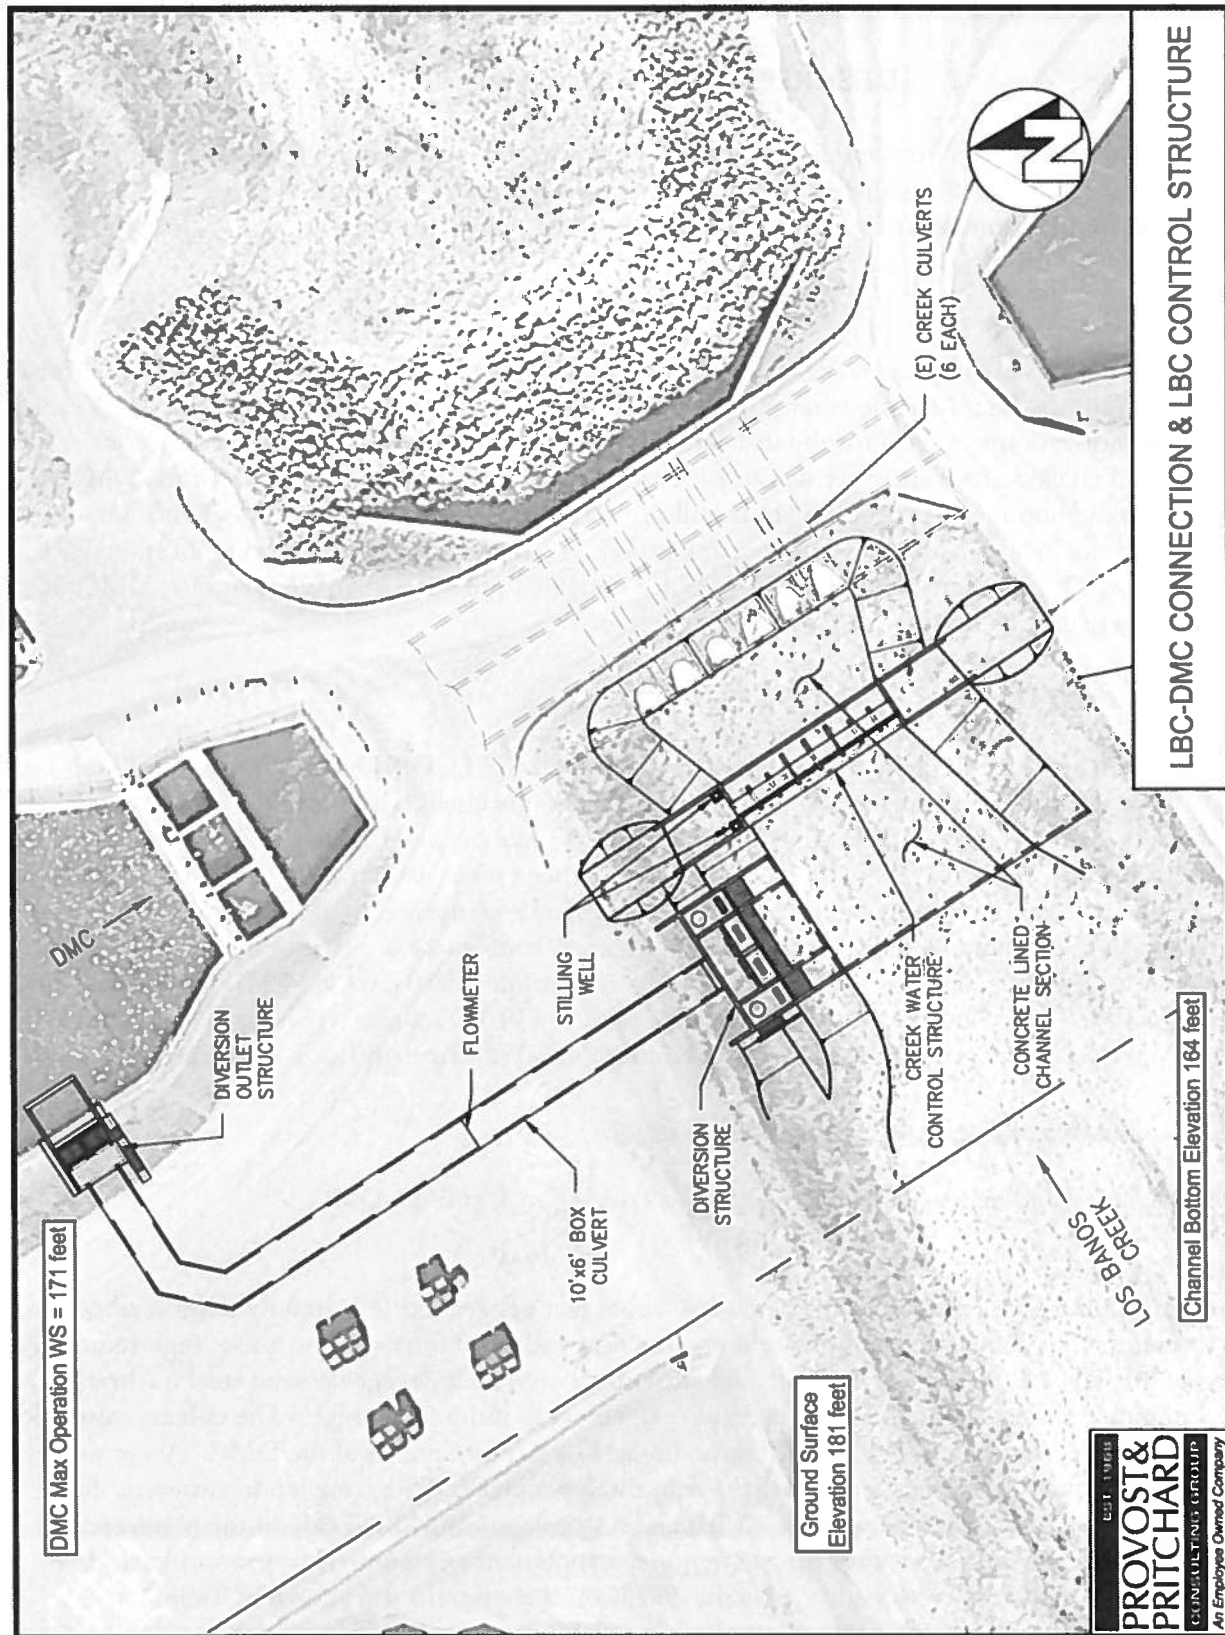 DMC Max Operation WS = 171 feet
DMC
DIVERSION
OUTLET
STRUCTURE
FLOWMETER
STILLING
WELL
10'x6' BOX
CULVERT
DIVERSION
STRUCTURE
(E) CREEK CULVERTS
(6 EACH)
CREEK WATER
CONTROL STRUCTURE
CONCRETE LINED
CHANNEL SECTION
LOS BANOS
CREEK
Ground Surface
Elevation 181 feet
Channel Bottom Elevation 164 feet
N
LBC-DMC CONNECTION & LBC CONTROL STRUCTURE
EST. 1968
PROVOST&
PRITCHARD
CONSULTING GROUP
An Employee Owned Company